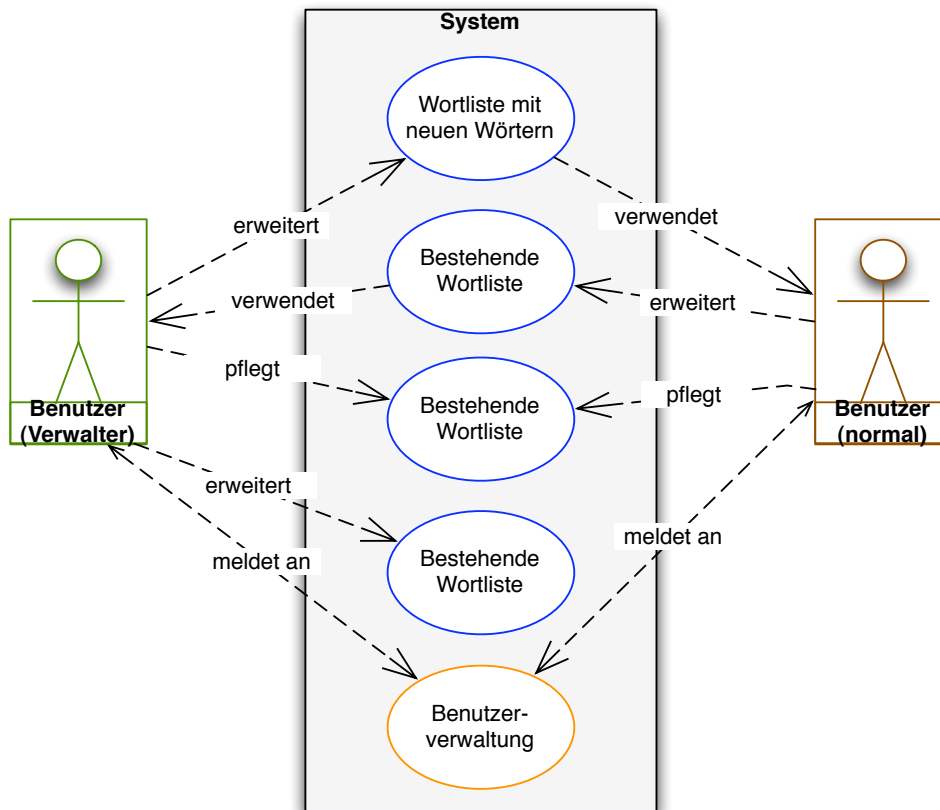 System
Wortliste mit
neuen Wörtern
erweitert
verwendet
Bestehende
Wortliste
verwendet
erweitert
pflegt
Bestehende
Wortliste
pflegt
Benutzer
(Verwalter)
Benutzer
(normal)
erweitert
meldet an
Bestehende
Wortliste
meldet an
Benutzer-
verwaltung